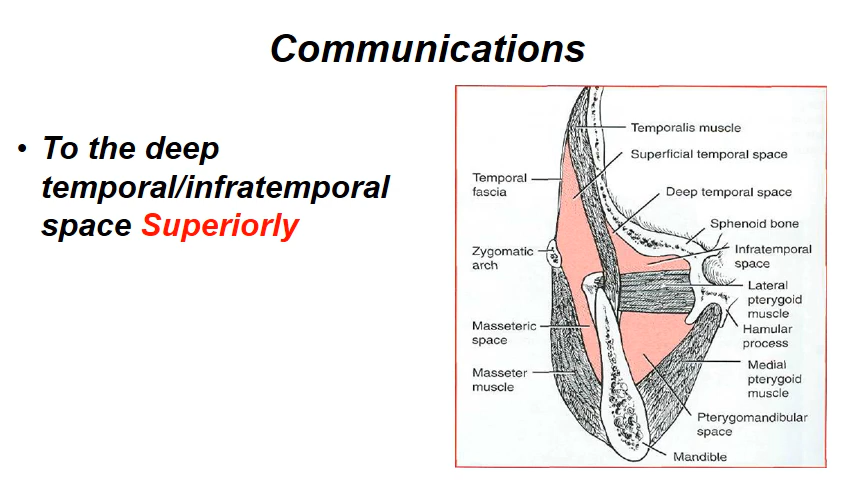 Communications
• To the deep
temporal/infratemporal
space Superiorly
Temporalis muscle
Superficial temporal space
Temporal
fascia
Deep temporal space
Sphenoid bone
Zygomatic
arch
Infratemporal
space
Lateral
pterygoid
muscle
Hamular
process
Masseteric
space
Masseter
muscle
Medial
pterygoid
muscle
Pterygomandibular
space
Mandible